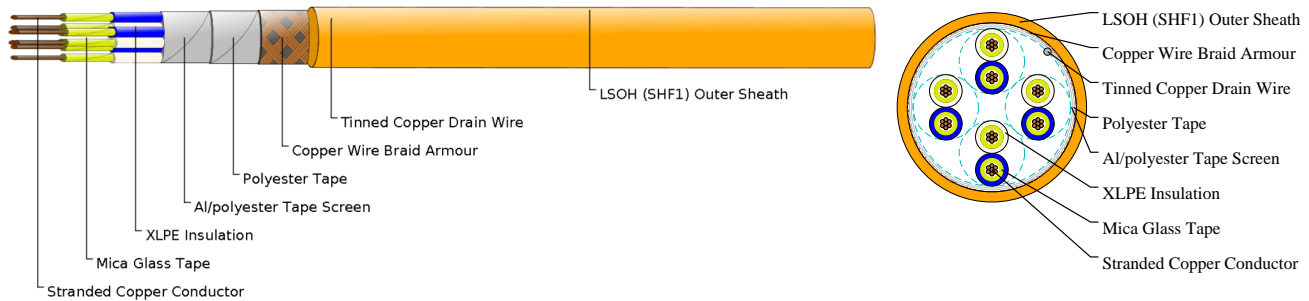 LSOH (SHF1) Outer Sheath
Tinned Copper Drain Wire
Copper Wire Braid Armour
Polyester Tape
Al/polyester Tape Screen
XLPE Insulation
Mica Glass Tape
Stranded Copper Conductor
LSOH (SHF1) Outer Sheath
Copper Wire Braid Armour
Tinned Copper Drain Wire
Polyester Tape
Al/polyester Tape Screen
XLPE Insulation
Mica Glass Tape
Stranded Copper Conductor